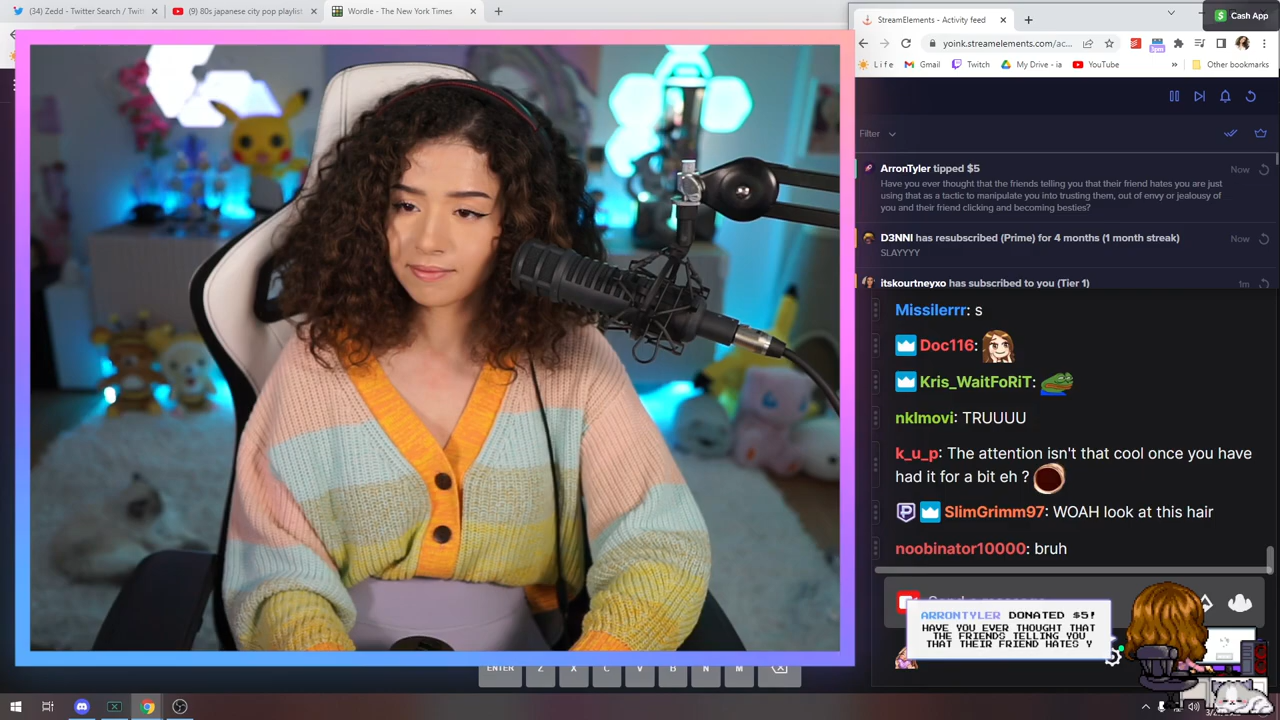 (34) Zedd - Twitter Search / Twitt
(9) 80s japanese city pop playlist
Wordle - The New York Times
StreamElements - Activity feed
Cash App
yoink.streamelements.com/ac...
5pm
Life
Gmail
Twitch
My Drive - ia
YouTube
»
Other bookmarks
Filter
ArronTyler tipped $5
Now
Have you ever thought that the friends telling you that their friend hates you are just
using that as a tactic to manipulate you into trusting them, out of envy or jealousy of
you and their friend clicking and becoming besties?
D3NNI has resubscribed (Prime) for 4 months (1 month streak)
Now
SLAYYYY
itskourtneyxo has subscribed to you (Tier 1)
1m
Missilerrr: s
Doc116:
Kris_WaitFoRiT:
nklmovi: TRUUUU
k_u_p: The attention isn't that cool once you have
had it for a bit eh ?
SlimGrimm97: WOAH look at this hair
noobinator10000: bruh
ARRONTYLER DONATED $5!
HAVE YOU EVER THOUGHT THAT
THE FRIENDS TELLING YOU
THAT THEIR FRIEND HATES Y
ENTER Z X C V B N M